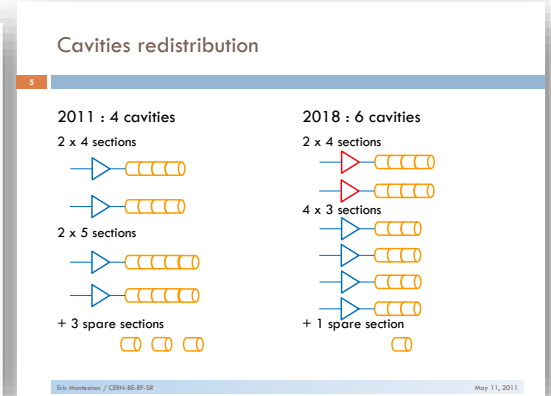 Cavities redistribution
5
2011 : 4 cavities
2 x 4 sections
2 x 5 sections
+ 3 spare sections
2018 : 6 cavities
2 x 4 sections
4 x 3 sections
+ 1 spare section
Eric Montesinos / CERN-BE-RF-SR
May 11, 2011